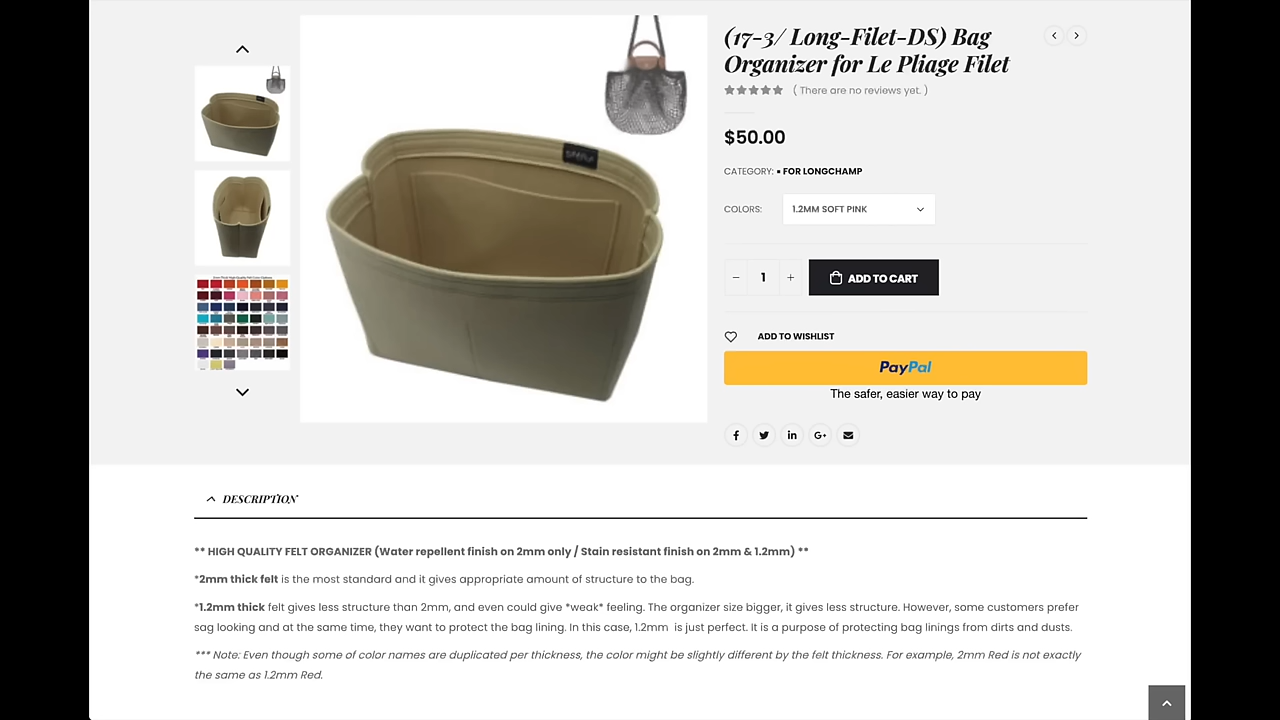 (17-3/ Long-Filet-DS) Bag
Organizer for Le Pliage Filet
( There are no reviews yet. )
$50.00
CATEGORY: ▪ FOR LONGCHAMP
COLORS: 1.2MM SOFT PINK
− 1 + ADD TO CART
ADD TO WISHLIST
PayPal
The safer, easier way to pay
DESCRIPTION
** HIGH QUALITY FELT ORGANIZER (Water repellent finish on 2mm only / Stain resistant finish on 2mm & 1.2mm) **
*2mm thick felt is the most standard and it gives appropriate amount of structure to the bag.
*1.2mm thick felt gives less structure than 2mm, and even could give *weak* feeling. The organizer size bigger, it gives less structure. However, some customers prefer
sag looking and at the same time, they want to protect the bag lining. In this case, 1.2mm  is just perfect. It is a purpose of protecting bag linings from dirts and dusts.
*** Note: Even though some of color names are duplicated per thickness, the color might be slightly different by the felt thickness. For example, 2mm Red is not exactly
the same as 1.2mm Red.